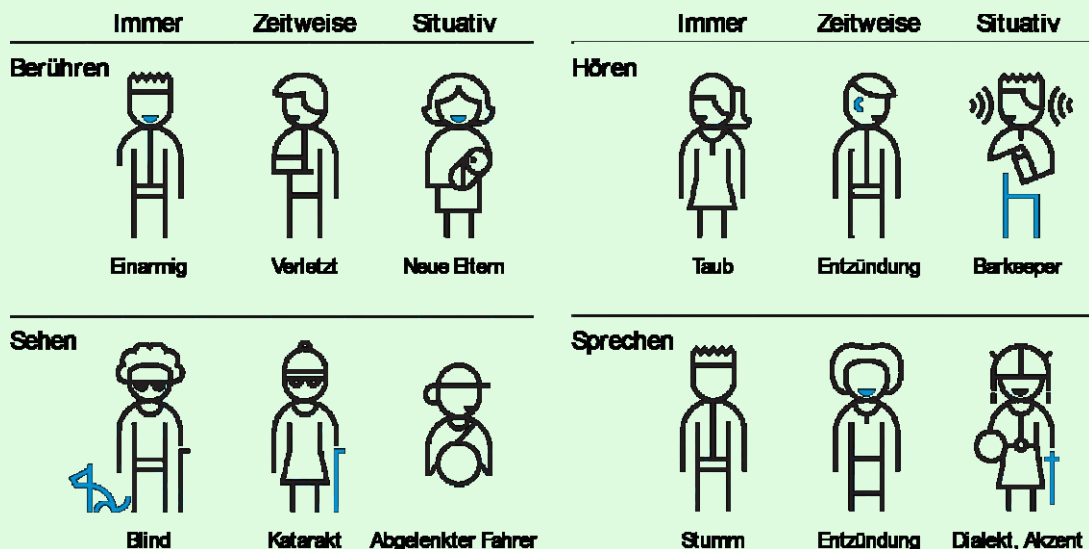 Immer Zeitweise Situativ
Berühren
Einarmig Verletzt Neue Eltern
Sehen
Blind Katarakt Abgelenkter Fahrer
Immer Zeitweise Situativ
Hören
Taub Entzündung Barkeeper
Sprechen
Stumm Entzündung Dialekt, Akzent